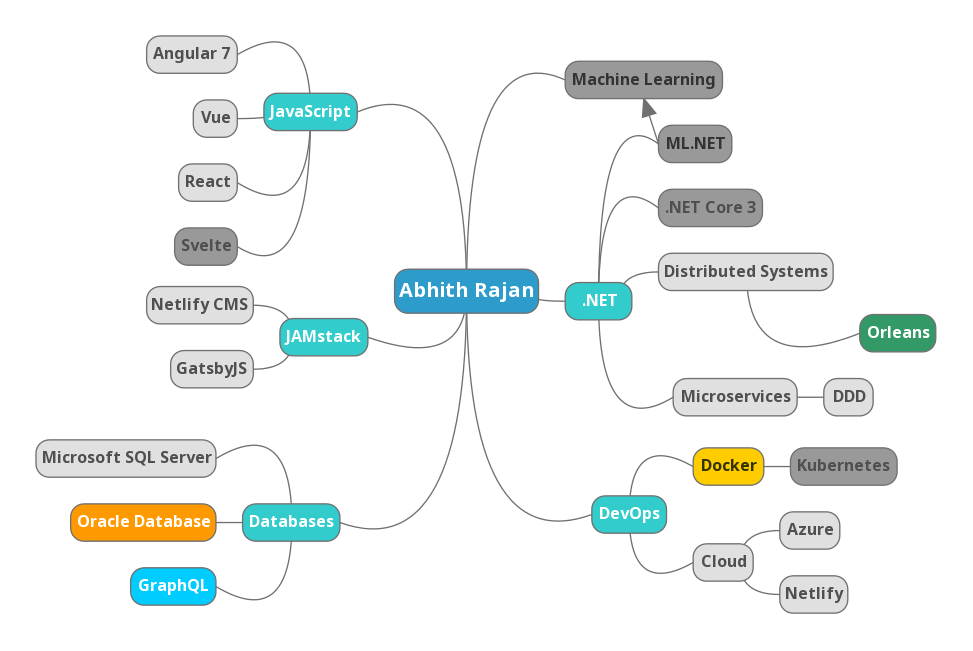 Abhith Rajan
JavaScript
Angular 7
Vue
React
Svelte
JAMstack
Netlify CMS
GatsbyJS
Databases
Microsoft SQL Server
Oracle Database
GraphQL
Machine Learning
.NET
ML.NET
.NET Core 3
Distributed Systems
Orleans
Microservices
DDD
DevOps
Docker
Kubernetes
Cloud
Azure
Netlify